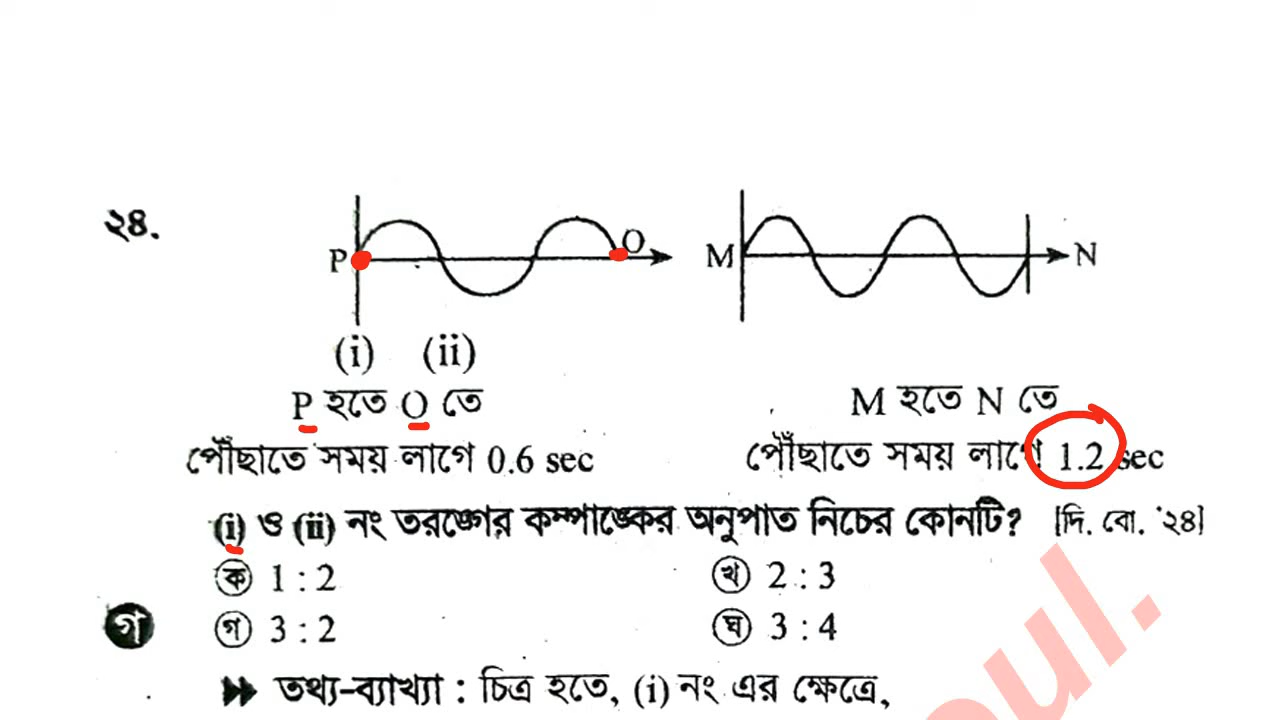 ২৪.
P O M N
(i) (ii)
P হতে O তে M হতে N তে
পৌঁছাতে সময় লাগে 0.6 sec পৌঁছাতে সময় লাগে 1.2 sec
(i) ও (ii) নং তরঙ্গের কম্পাঙ্কের অনুপাত নিচের কোনটি? [দি. বো. '২৪]
ক 1 : 2 খ 2 : 3
গ গ 3 : 2 ঘ 3 : 4
তথ্য-ব্যাখ্যা : চিত্র হতে, (i) নং এর ক্ষেত্রে,